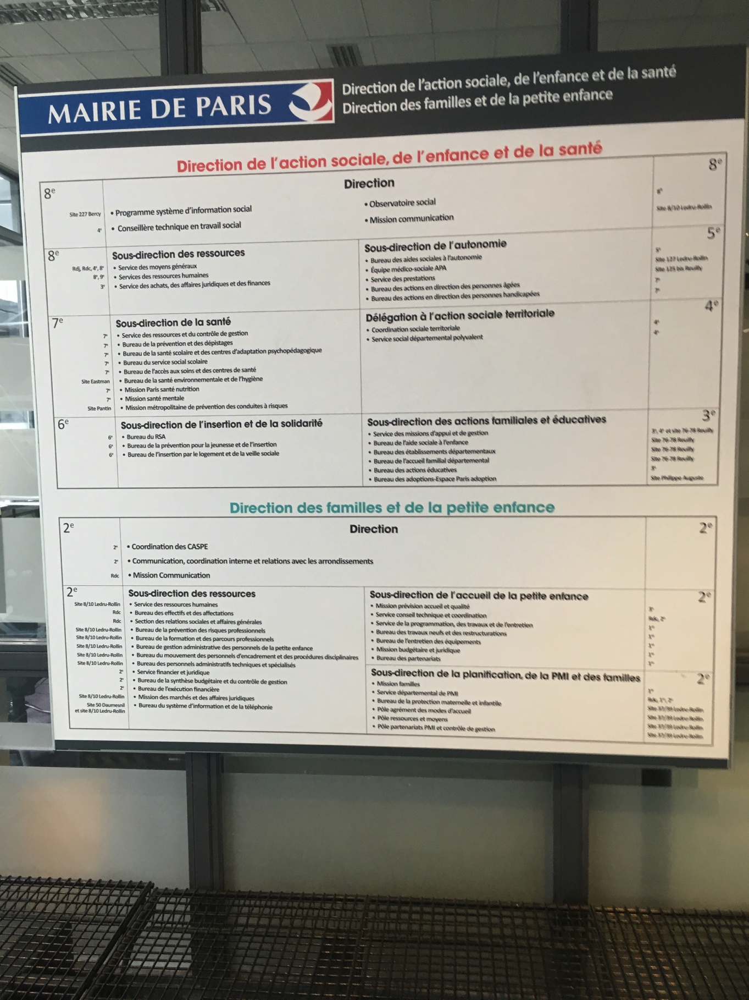 MAIRIE DE PARIS
Direction de l'action sociale, de l'enfance et de la santé
Direction des familles et de la petite enfance
Direction de l'action sociale, de l'enfance et de la santé
8e
Direction
8e
Site 227 Bercy • Programme système d'information social
4e • Conseillère technique en travail social
• Observatoire social 8e
• Mission communication Site 8/10 Ledru-Rollin
8e
Sous-direction des ressources
Rdj, Rdc, 4e, 8e • Service des moyens généraux
8e, 9e • Services des ressources humaines
3e • Service des achats, des affaires juridiques et des finances
Sous-direction de l'autonomie
5e
• Bureau des aides sociales à l'autonomie 5e
• Équipe médico-sociale APA Site 127 Ledru-Rollin
• Service des prestations Site 125 bis Reuilly
• Bureau des actions en direction des personnes âgées 7e
• Bureau des actions en direction des personnes handicapées 7e
7e
Sous-direction de la santé
7e • Service des ressources et du contrôle de gestion
7e • Bureau de la prévention et des dépistages
7e • Bureau de la santé scolaire et des centres d'adaptation psychopédagogique
7e • Bureau du service social scolaire
7e • Bureau de l'accès aux soins et des centres de santé
Site Eastman • Bureau de la santé environnementale et de l'hygiène
7e • Mission Paris santé nutrition
7e • Mission santé mentale
Site Pantin • Mission métropolitaine de prévention des conduites à risques
Délégation à l'action sociale territoriale
4e
• Coordination sociale territoriale 4e
• Service social départemental polyvalent 4e
6e
Sous-direction de l'insertion et de la solidarité
6e • Bureau du RSA
6e • Bureau de la prévention pour la jeunesse et de l'insertion
6e • Bureau de l'insertion par le logement et de la veille sociale
Sous-direction des actions familiales et éducatives
3e
• Service des missions d'appui et de gestion 3e, 4e et site 76-78 Reuilly
• Bureau de l'aide sociale à l'enfance Site 76-78 Reuilly
• Bureau des établissements départementaux Site 76-78 Reuilly
• Bureau de l'accueil familial départemental Site 76-78 Reuilly
• Bureau des actions éducatives 3e
• Bureau des adoptions-Espace Paris adoption Site Philippe Auguste
Direction des familles et de la petite enfance
2e
Direction
2e
2e • Coordination des CASPE
2e • Communication, coordination interne et relations avec les arrondissements
Rdc • Mission Communication
2e
Sous-direction des ressources
Site 8/10 Ledru-Rollin • Service des ressources humaines
Rdc • Bureau des effectifs et des affectations
Rdc • Section des relations sociales et affaires générales
Site 8/10 Ledru-Rollin • Bureau de la prévention des risques professionnels
Site 8/10 Ledru-Rollin • Bureau de la formation et des parcours professionnels
Site 8/10 Ledru-Rollin • Bureau de gestion administrative des personnels de la petite enfance
Site 8/10 Ledru-Rollin • Bureau du mouvement des personnels d'encadrement et des procédures disciplinaires
Site 8/10 Ledru-Rollin • Bureau des personnels administratifs techniques et spécialisés
2e • Service financier et juridique
2e • Bureau de la synthèse budgétaire et du contrôle de gestion
2e • Bureau de l'exécution financière
Site 8/10 Ledru-Rollin • Mission des marchés et des affaires juridiques
Site 50 Daumesnil
et site 8/10 Ledru-Rollin • Bureau du système d'information et de la téléphonie
Sous-direction de l'accueil de la petite enfance
2e
• Mission prévision accueil et qualité
• Service conseil technique et coordination Rdc, 2e
• Service de la programmation, des travaux et de l'entretien 1er
• Bureau des travaux neufs et des restructurations 1er
• Bureau de l'entretien des équipements 1er
• Mission budgétaire et juridique 1er
• Bureau des partenariats 1er
Sous-direction de la planification, de la PMI et des familles
2e
• Mission familles 1er
• Service départemental de PMI Rdc, 1er, 2e
• Bureau de la protection maternelle et infantile
• Pôle agrément des modes d'accueil
• Pôle ressources et moyens
• Pôle partenariats PMI et contrôle de gestion